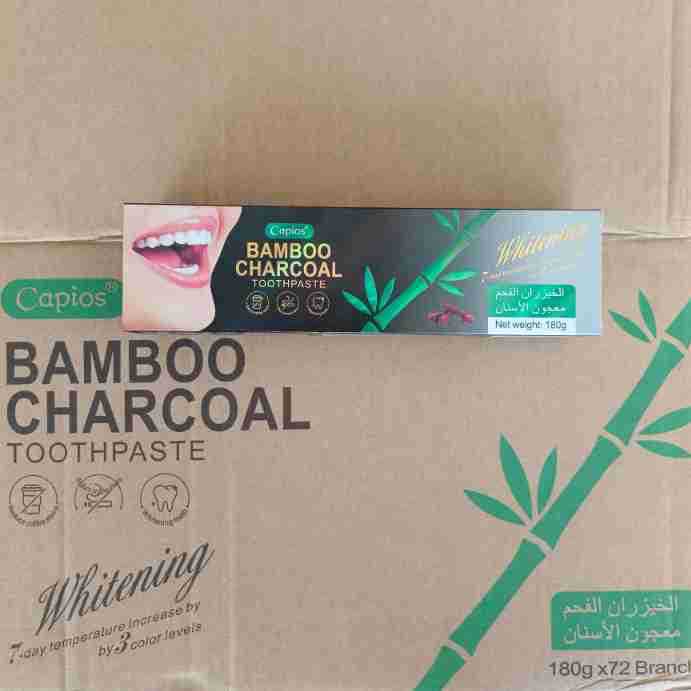 Capios®
BAMBOO
CHARCOAL
TOOTHPASTE
Whitening
الخيزران الفحم
معجون الأسنان
Net weight: 180g
Capios®
BAMBOO
CHARCOAL
TOOTHPASTE
Whitening
7-day temperature increase by
by 3 color levels
الخيزران الفحم
معجون الأسنان
180g x72 Branc